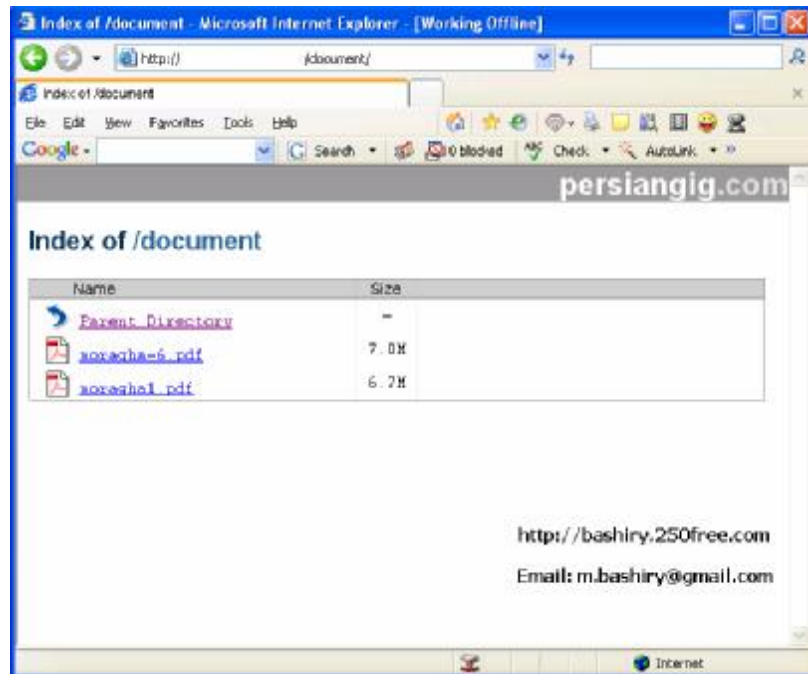 Index of /document - Microsoft Internet Explorer - [Working Offline]
http:// /document/
Index of /document
File Edit View Favorites Tools Help
Google Search 0 blocked Check AutoLink
persiangig.com
Index of /document
Name Size
Parent Directory -
moragha-6.pdf 7.0M
moragha1.pdf 6.7M
http://bashiry.250free.com
Email: m.bashiry@gmail.com
Internet